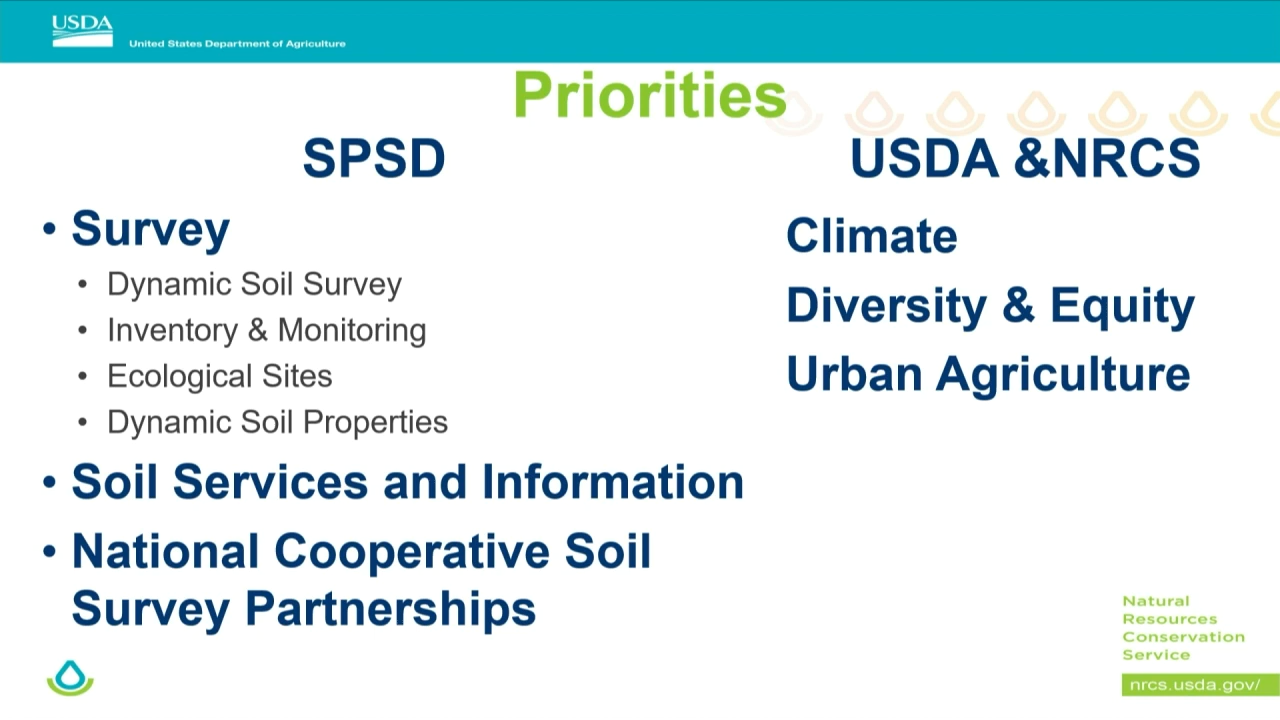 USDA
United States Department of Agriculture
Priorities
SPSD
• Survey
• Dynamic Soil Survey
• Inventory & Monitoring
• Ecological Sites
• Dynamic Soil Properties
• Soil Services and Information
• National Cooperative Soil
Survey Partnerships
USDA &NRCS
Climate
Diversity & Equity
Urban Agriculture
Natural
Resources
Conservation
Service
nrcs.usda.gov/